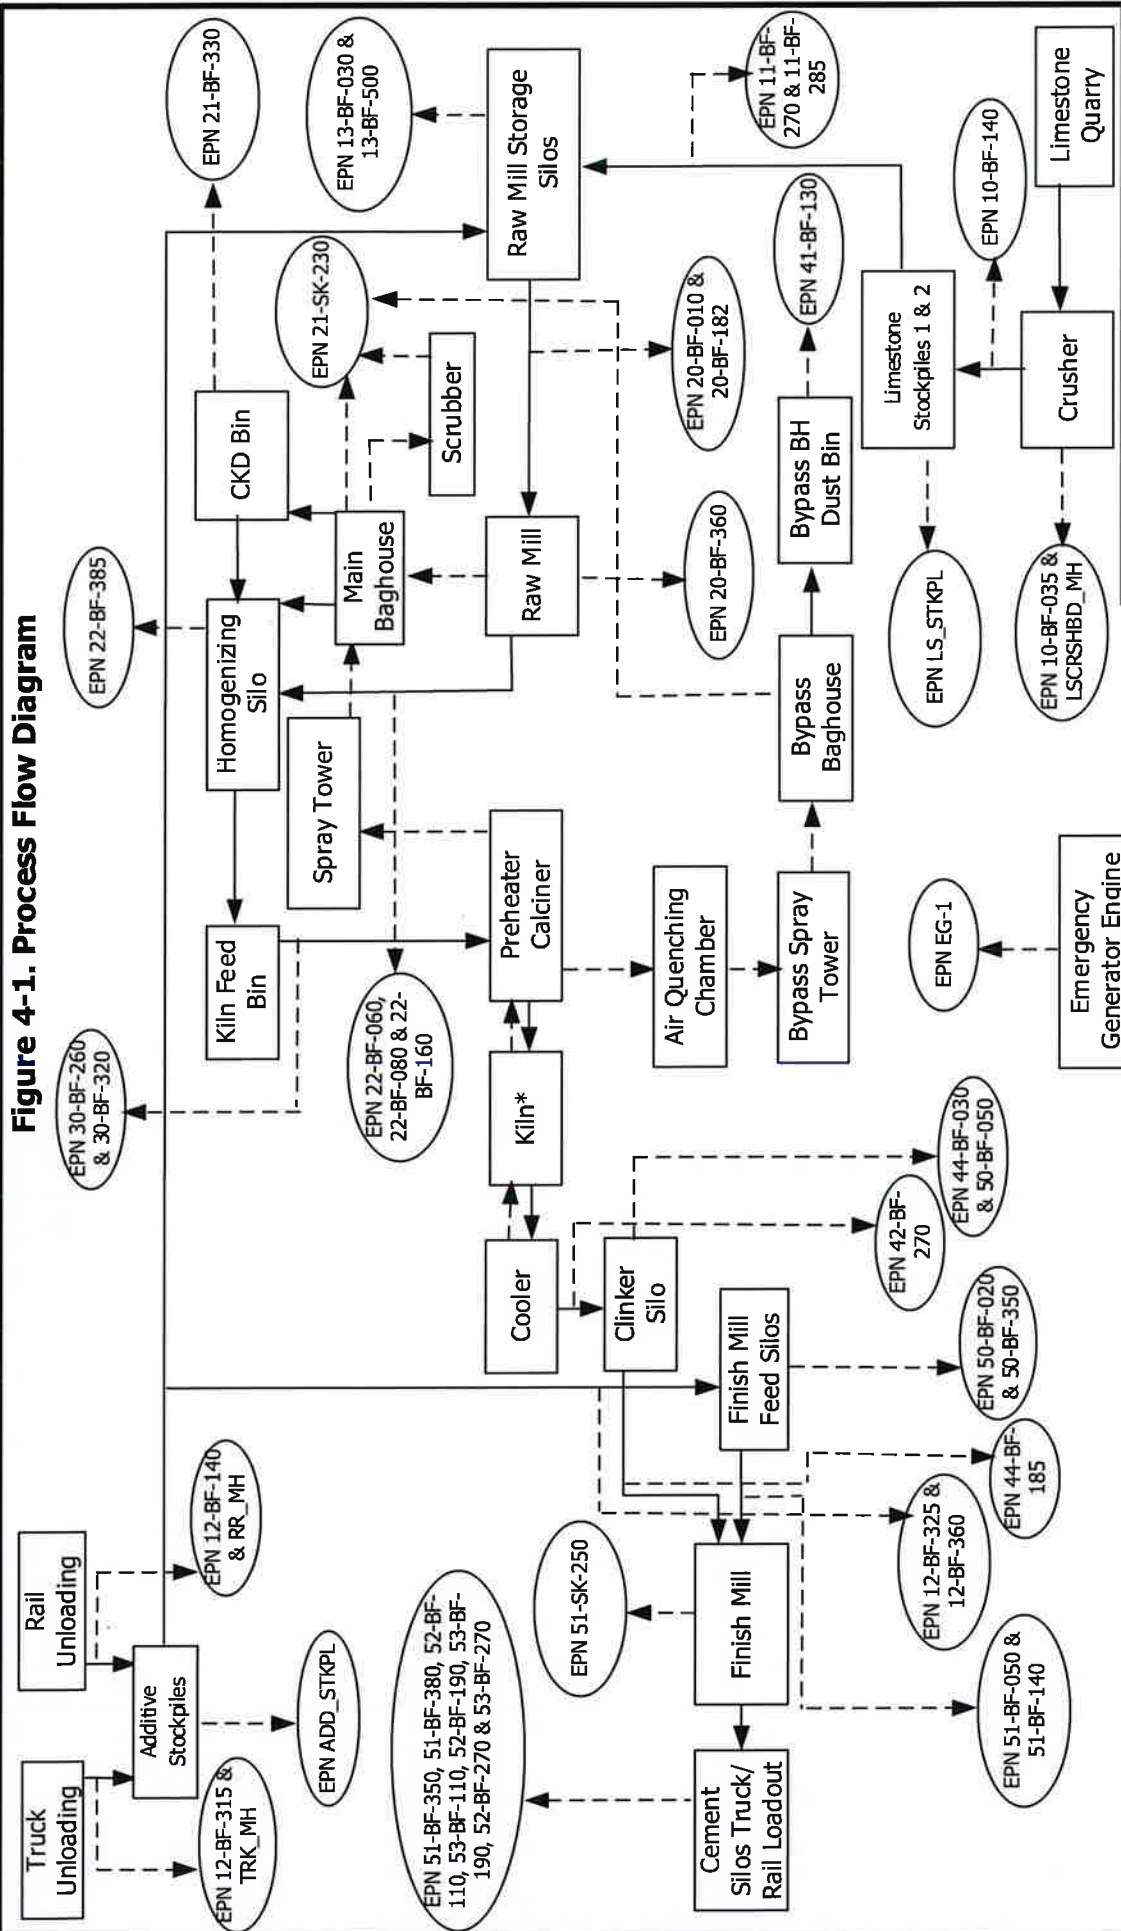 Figure 4-1. Process Flow Diagram
Truck
Unloading
Rail
Unloading
EPN 12-BF-315 &
TRK_MH
Additive
Stockpiles
EPN 12-BF-140
& RR_MH
EPN ADD_STKPL
EPN 30-BF-260
& 30-BF-320
EPN 22-BF-385
EPN 21-BF-330
Kiln Feed
Bin
Homogenizing
Silo
CKD Bin
EPN 13-BF-030 &
13-BF-500
Spray Tower
Main
Baghouse
EPN 21-SK-230
Scrubber
EPN 22-BF-060,
22-BF-080 & 22-
BF-160
EPN 51-BF-350, 51-BF-380, 52-BF-
110, 53-BF-110, 52-BF-190, 53-BF-
190, 52-BF-270 & 53-BF-270
EPN 51-SK-250
Cooler
Kiln*
Preheater
Calciner
Raw Mill
Raw Mill Storage
Silos
Clinker
Silo
Air Quenching
Chamber
EPN 20-BF-360
EPN 20-BF-010 &
20-BF-182
EPN 11-BF-
270 & 11-BF-
285
Cement
Silos Truck/
Rail Loadout
Finish Mill
Finish Mill
Feed Silos
Bypass Spray
Tower
Bypass
Baghouse
Bypass BH
Dust Bin
EPN 41-BF-130
EPN 12-BF-325 &
12-BF-360
EPN 44-BF-
185
EPN 50-BF-020
& 50-BF-350
EPN 42-BF-
270
EPN 44-BF-030
& 50-BF-050
EPN EG-1
EPN LS_STKPL
Limestone
Stockpiles 1 & 2
EPN 10-BF-140
EPN 51-BF-050 &
51-BF-140
Emergency
Generator Engine
EPN 10-BF-035 &
LSCRSHBD_MH
Crusher
Limestone
Quarry